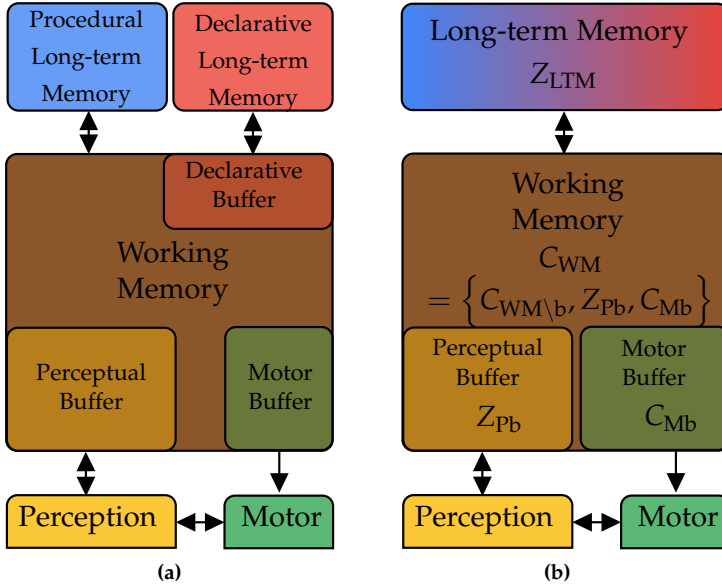 Procedural
Long-term
Memory
Declarative
Long-term
Memory
Declarative
Buffer
Working
Memory
Perceptual
Buffer
Motor
Buffer
Perception
Motor
(a)
Long-term Memory
Z_LTM
Working
Memory
C_WM
= {C_WM\b, Z_Pb, C_Mb}
Perceptual
Buffer
Z_Pb
Motor
Buffer
C_Mb
Perception
Motor
(b)